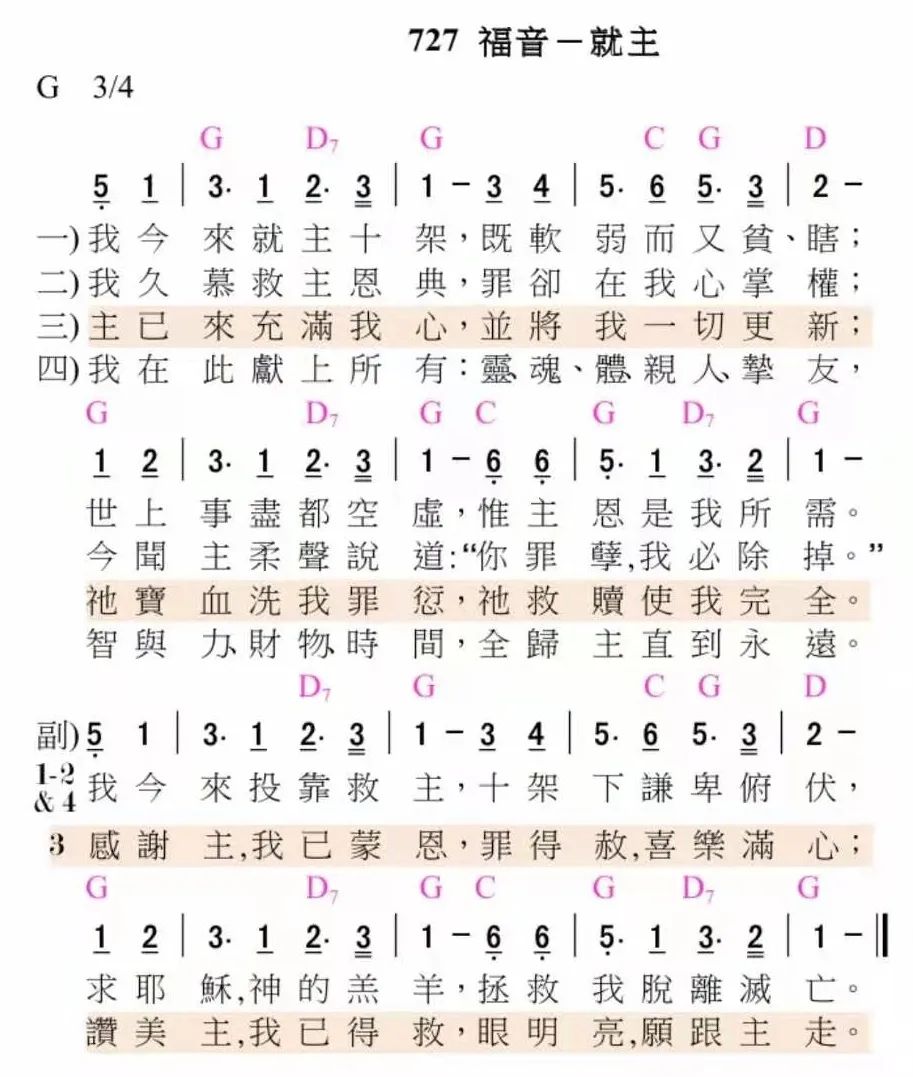 727 福音－就主
G 3/4
G D7 G C G D
5 1 | 3· 1 2· 3 | 1 － 3 4 | 5· 6 5· 3 | 2 －
一)我今 來就主十 架，既軟 弱而又貧、瞎；
二)我久 慕救主恩 典，罪卻 在我心掌 權；
三)主已 來充滿我 心，並將 我一切更 新；
四)我在 此獻上所 有：靈、魂、體、親人、摯 友，
G D7 G C G D7 G
1 2 | 3· 1 2· 3 | 1 － 6 6 | 5· 1 3· 2 | 1 －
世上 事盡都空 虛，惟主 恩是我所 需。
今聞 主柔聲說 道:“你罪 孽,我必除 掉。”
祂寶 血洗我罪 愆，祂救 贖使我完 全。
智與 力、財物、時 間，全歸 主直到永 遠。
D7 G C G D
副) 5 1 | 3· 1 2· 3 | 1 － 3 4 | 5· 6 5· 3 | 2 －
1-2 & 4 我今 來投靠救 主，十架 下謙卑俯 伏，
3 感謝 主,我已蒙 恩，罪得 赦,喜樂滿 心；
G D7 G C G D7 G
1 2 | 3· 1 2· 3 | 1 － 6 6 | 5· 1 3· 2 | 1 － ||
求耶 穌,神的羔 羊，拯救 我脫離滅 亡。
讚美 主,我已得 救，眼明 亮,願跟主 走。